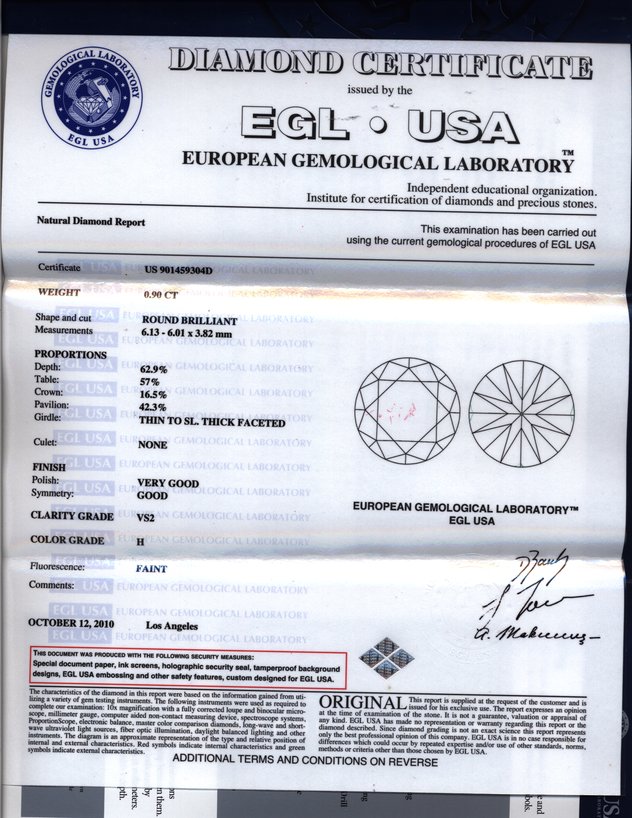 GEMOLOGICAL LABORATORY
EGL USA
DIAMOND CERTIFICATE
issued by the
EGL • USA
EUROPEAN GEMOLOGICAL LABORATORY™
Independent educational organization.
Institute for certification of diamonds and precious stones.
Natural Diamond Report
This examination has been carried out
using the current gemological procedures of EGL USA
Certificate US 901459304D
WEIGHT 0.90 CT
Shape and cut ROUND BRILLIANT
Measurements 6.13 - 6.01 x 3.82 mm
PROPORTIONS
Depth: 62.9%
Table: 57%
Crown: 16.5%
Pavilion: 42.3%
Girdle: THIN TO SL. THICK FACETED
Culet: NONE
FINISH
Polish: VERY GOOD
Symmetry: GOOD
CLARITY GRADE VS2
COLOR GRADE H
Fluorescence: FAINT
Comments:
EUROPEAN GEMOLOGICAL LABORATORY™
EGL USA
OCTOBER 12, 2010 Los Angeles
THIS DOCUMENT WAS PRODUCED WITH THE FOLLOWING SECURITY MEASURES:
Special document paper, ink screens, holographic security seal, tamperproof background
designs, EGL USA embossing and other safety features, custom designed for EGL USA.
The characteristics of the diamond in this report were based on the information gained from uti-
lizing a variety of gem testing instruments. The following instruments were used as required to
complete our examination: 10x magnification with a fully corrected loupe and binocular micro-
scope, millimeter gauge, computer aided non-contact measuring device, spectroscope systems,
ProportionScope, electronic balance, master color comparison diamonds, long-wave and short-
wave ultraviolet light sources, fiber optic illumination, daylight balanced lighting and other
instruments. The diagram is an approximate representation of the type and relative position of
internal and external characteristics. Red symbols indicate internal characteristics and green
symbols indicate external characteristics.
ORIGINAL This report is supplied at the request of the customer and is
issued for his exclusive use. The report expresses an opinion
at the time of examination of the stone. It is not a guarantee, valuation or appraisal of
any kind. EGL USA has made no representation or warranty regarding this report or the
diamond described. Since diamond grading is not an exact science this report represents
only the best professional opinion of this company. EGL USA is in no case responsible for
differences which could occur by repeated expertise and/or use of other standards, norms,
methods or criteria other than those chosen by EGL USA.
ADDITIONAL TERMS AND CONDITIONS ON REVERSE